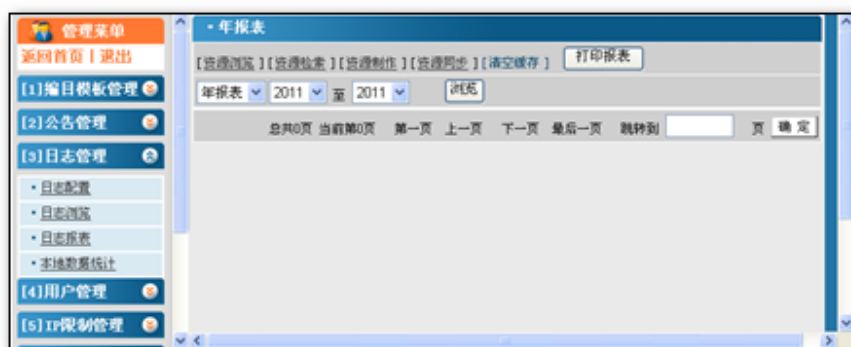 管理菜单
返回首页 | 退出
[1]编目模板管理
[2]公告管理
[3]日志管理
· 日志配置
· 日志浏览
· 日志报表
· 本地数据统计
[4]用户管理
[5]IP限制管理
· 年报表
[资源浏览 ] [资源检索 ] [资源制作 ] [资源同步 ] [清空缓存 ] 打印报表
年报表 2011 至 2011 浏览
总共0页 当前第0页 第一页 上一页 下一页 最后一页 跳转到 页 确 定